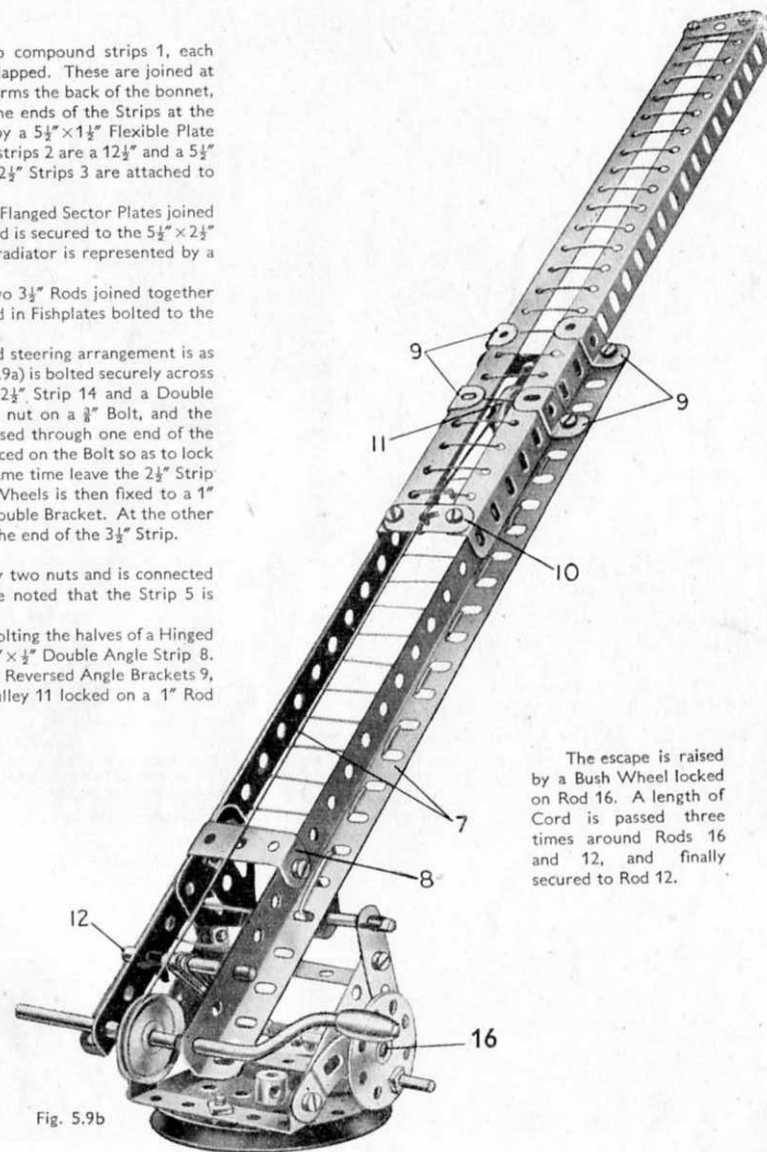 o compound strips 1, each
lapped. These are joined at
rms the back of the bonnet,
he ends of the Strips at the
by a 5½″×1½″ Flexible Plate
strips 2 are a 12½″ and a 5½″
2½″ Strips 3 are attached to
Flanged Sector Plates joined
d is secured to the 5½″×2½″
radiator is represented by a
wo 3½″ Rods joined together
d in Fishplates bolted to the
d steering arrangement is as
.9a) is bolted securely across
2½″ Strip 14 and a Double
nut on a ⅜″ Bolt, and the
sed through one end of the
ced on the Bolt so as to lock
ame time leave the 2½″ Strip
Wheels is then fixed to a 1″
ouble Bracket. At the other
he end of the 3½″ Strip.
y two nuts and is connected
e noted that the Strip 5 is
olting the halves of a Hinged
″×½″ Double Angle Strip 8.
Reversed Angle Brackets 9,
ulley 11 locked on a 1″ Rod
9
9
11
10
7
8
12
16
The escape is raised
by a Bush Wheel locked
on Rod 16. A length of
Cord is passed three
times around Rods 16
and 12, and finally
secured to Rod 12.
Fig. 5.9b